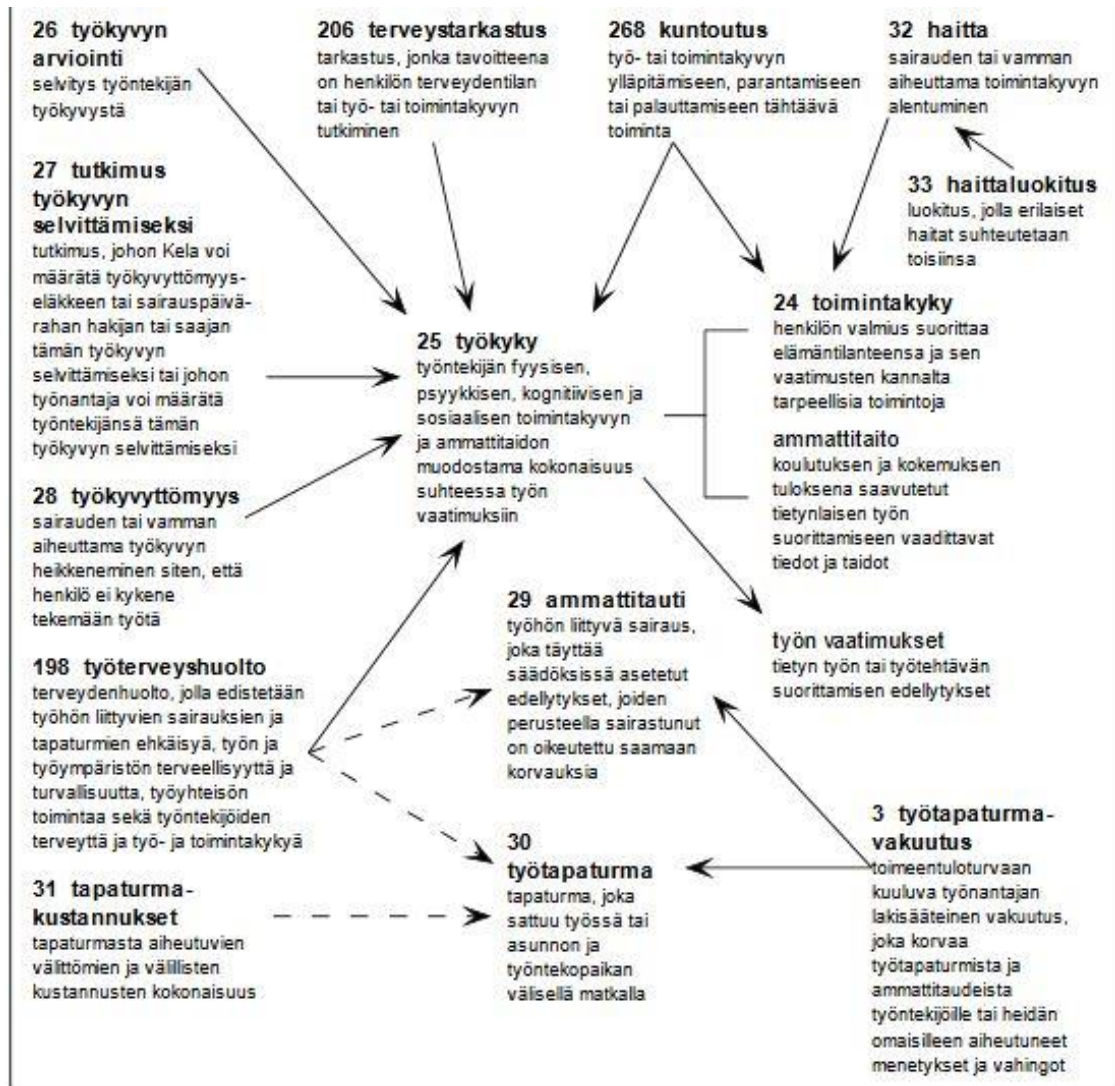 26 työkyvyn
arviointi
selvitys työntekijän
työkyvystä
206 terveystarkastus
tarkastus, jonka tavoitteena
on henkilön terveydentilan
tai työ- tai toimintakyvyn
tutkiminen
268 kuntoutus
työ- tai toimintakyvyn
ylläpitämiseen, parantamiseen
tai palauttamiseen tähtäävä
toiminta
32 haitta
sairauden tai vamman
aiheuttama toimintakyvyn
alentuminen
33 haittaluokitus
luokitus, jolla erilaiset
haitat suhteutetaan
toisiinsa
27 tutkimus
työkyvyn
selvittämiseksi
tutkimus, johon Kela voi
määrätä työkyvyttömyys-
eläkkeen tai sairauspäivä-
rahan hakijan tai saajan
tämän työkyvyn
selvittämiseksi tai johon
työnantaja voi määrätä
työntekijänsä tämän
työkyvyn selvittämiseksi
25 työkyky
työntekijän fyysisen,
psyykkisen, kognitiivisen ja
sosiaalisen toimintakyvyn
ja ammattitaidon
muodostama kokonaisuus
suhteessa työn
vaatimuksiin
24 toimintakyky
henkilön valmius suorittaa
elämäntilanteensa ja sen
vaatimusten kannalta
tarpeellisia toimintoja
ammattitaito
koulutuksen ja kokemuksen
tuloksena saavutetut
tietynlaisen työn
suorittamiseen vaadittavat
tiedot ja taidot
28 työkyvyttömyys
sairauden tai vamman
aiheuttama työkyvyn
heikkeneminen siten, että
henkilö ei kykene
tekemään työtä
29 ammattitauti
työhön liittyvä sairaus,
joka täyttää
säädöksissä asetetut
edellytykset, joiden
perusteella sairastunut
on oikeutettu saamaan
korvauksia
työn vaatimukset
tietyn työn tai työtehtävän
suorittamisen edellytykset
198 työterveyshuolto
terveydenhuolto, jolla edistetään
työhön liittyvien sairauksien ja
tapaturmien ehkäisyä, työn ja
työympäristön terveellisyyttä ja
turvallisuutta, työyhteisön
toimintaa sekä työntekijöiden
terveyttä ja työ- ja toimintakykyä
30
työtapaturma
tapaturma, joka
sattuu työssä tai
asunnon ja
työntekopaikan
välisellä matkalla
3 työtapaturma-
vakuutus
toimeentuloturvaan
kuuluva työnantajan
lakisääteinen vakuutus,
joka korvaa
työtapaturmista ja
ammattitaudeista
työntekijöille tai heidän
omaisilleen aiheutuneet
menetykset ja vahingot
31 tapaturma-
kustannukset
tapaturmasta aiheutuvien
välittömien ja välillisten
kustannusten kokonaisuus